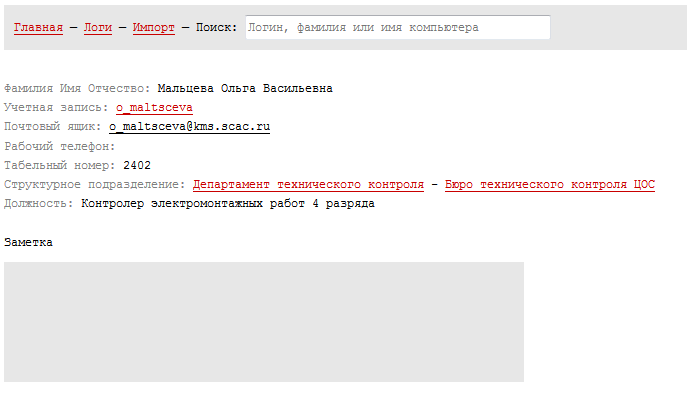 Главная — Логи — Импорт — Поиск: Логин, фамилия или имя компьютера
Фамилия Имя Отчество: Мальцева Ольга Васильевна
Учетная запись: o_maltsceva
Почтовый ящик: o_maltsceva@kms.scac.ru
Рабочий телефон:
Табельный номер: 2402
Структурное подразделение: Департамент технического контроля - Бюро технического контроля ЦОС
Должность: Контролер электромонтажных работ 4 разряда
Заметка